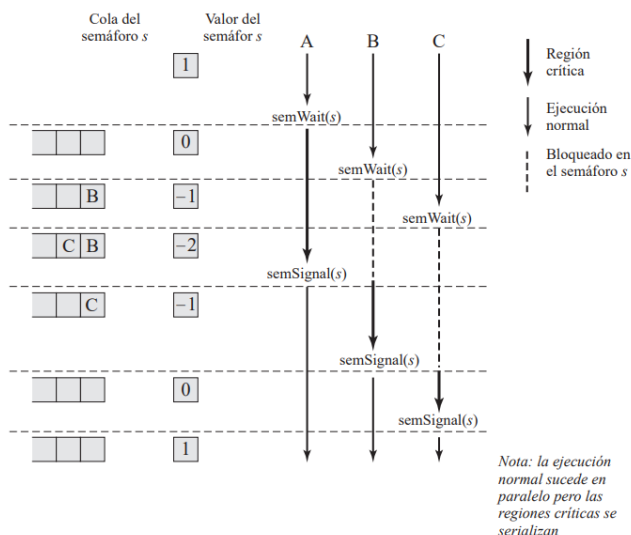 Cola del
semáforo s
Valor del
semáfor s
A
B
C
1
Región
crítica
semWait(s)
Ejecución
normal
0
semWait(s)
Bloqueado en
el semáforo s
B
–1
semWait(s)
C B
–2
semSignal(s)
C
–1
semSignal(s)
0
semSignal(s)
1
Nota: la ejecución
normal sucede en
paralelo pero las
regiones críticas se
serializan